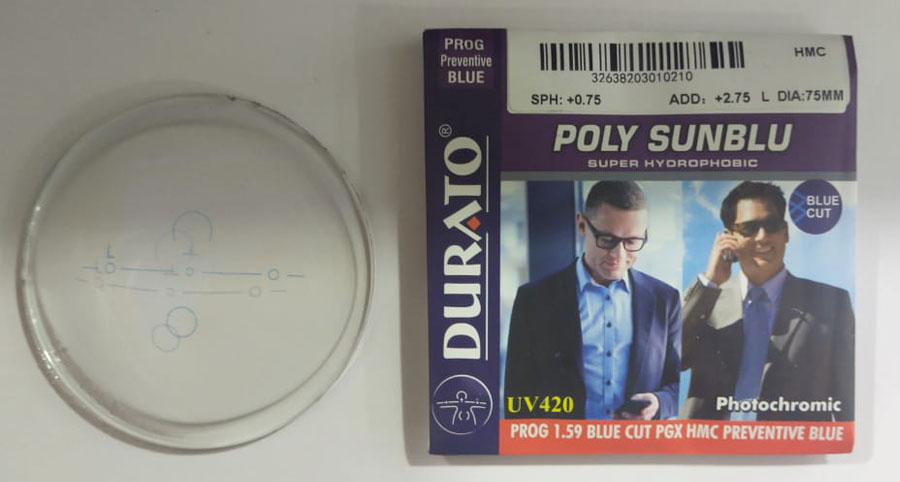 L
PROG
Preventive
BLUE
HMC
32638203010210
SPH: +0.75 ADD: +2.75 L DIA:75MM
DURATO®
POLY SUNBLU
SUPER HYDROPHOBIC
BLUE
CUT
UV420
Photochromic
PROG 1.59 BLUE CUT PGX HMC PREVENTIVE BLUE